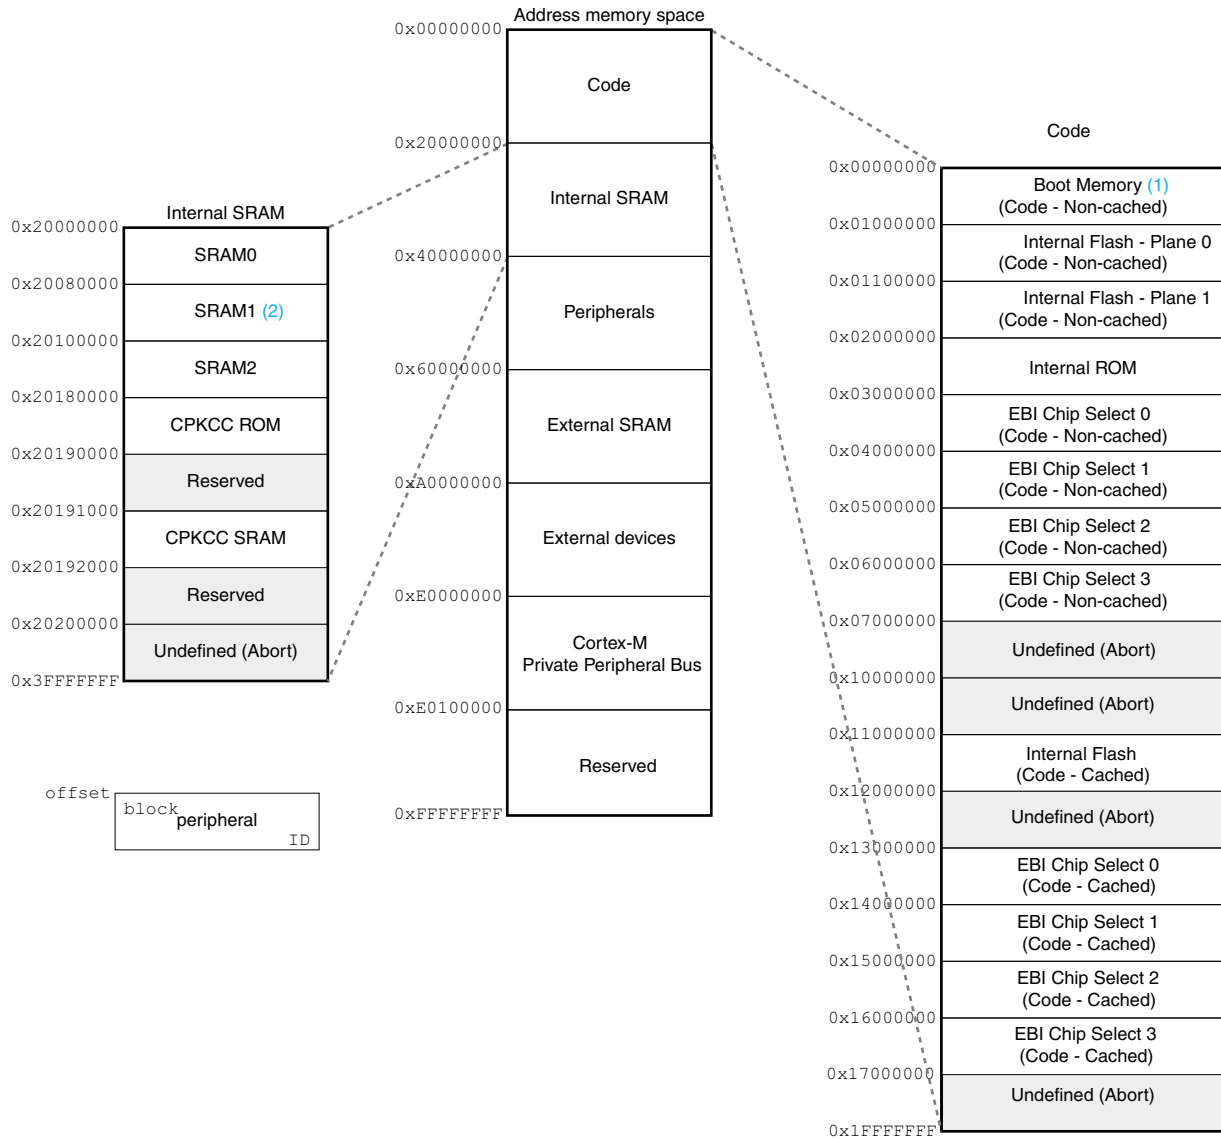 Address memory space
0x00000000
Code
0x20000000
Internal SRAM
0x40000000
Peripherals
0x60000000
External SRAM
0xA0000000
External devices
0xE0000000
Cortex-M
Private Peripheral Bus
0xE0100000
Reserved
0xFFFFFFFF
Internal SRAM
0x20000000
SRAM0
0x20080000
SRAM1 (2)
0x20100000
SRAM2
0x20180000
CPKCC ROM
0x20190000
Reserved
0x20191000
CPKCC SRAM
0x20192000
Reserved
0x20200000
Undefined (Abort)
0x3FFFFFFF
offset
block
peripheral
ID
Code
0x00000000
Boot Memory (1)
(Code - Non-cached)
0x01000000
Internal Flash - Plane 0
(Code - Non-cached)
0x01100000
Internal Flash - Plane 1
(Code - Non-cached)
0x02000000
Internal ROM
0x03000000
EBI Chip Select 0
(Code - Non-cached)
0x04000000
EBI Chip Select 1
(Code - Non-cached)
0x05000000
EBI Chip Select 2
(Code - Non-cached)
0x06000000
EBI Chip Select 3
(Code - Non-cached)
0x07000000
Undefined (Abort)
0x10000000
Undefined (Abort)
0x11000000
Internal Flash
(Code - Cached)
0x12000000
Undefined (Abort)
0x13000000
EBI Chip Select 0
(Code - Cached)
0x14000000
EBI Chip Select 1
(Code - Cached)
0x15000000
EBI Chip Select 2
(Code - Cached)
0x16000000
EBI Chip Select 3
(Code - Cached)
0x17000000
Undefined (Abort)
0x1FFFFFFF